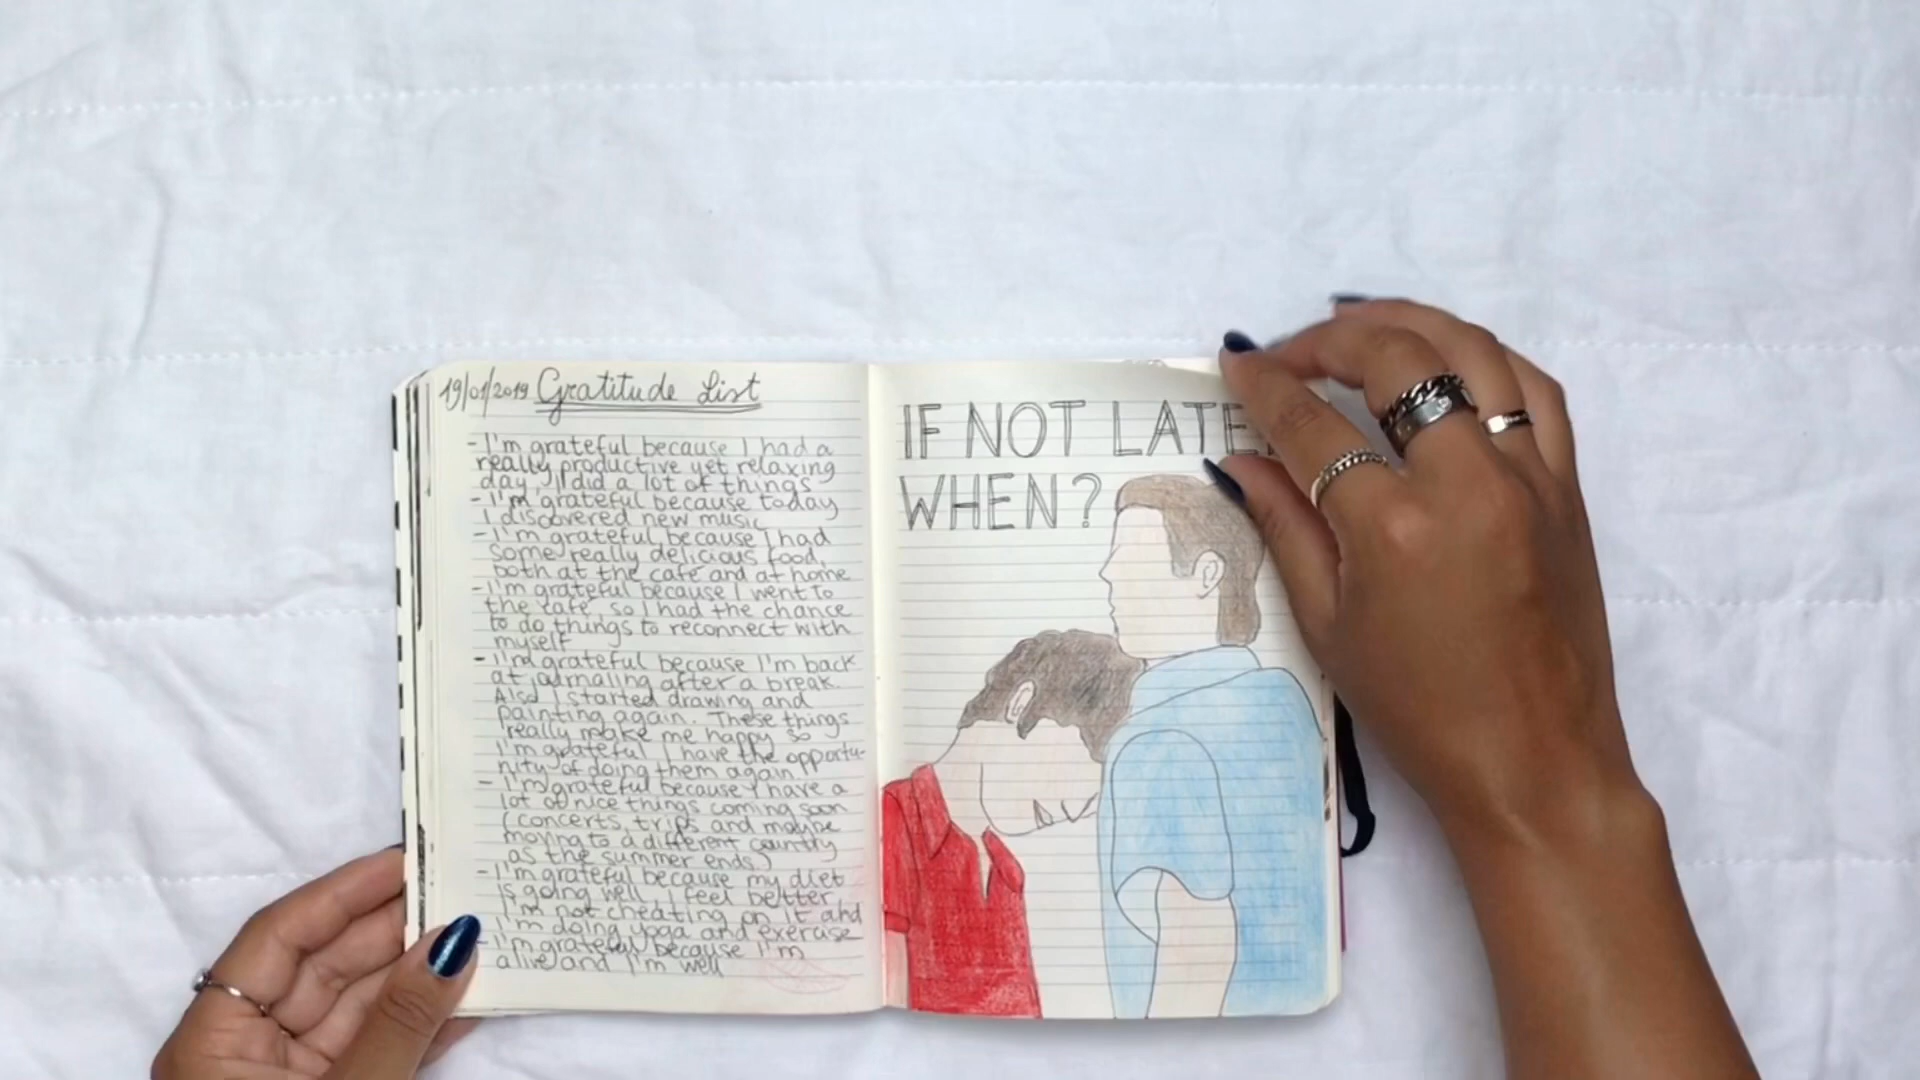 19/01/2019 Gratitude List
- I'm grateful because I had a
really productive yet relaxing
day, I did a lot of things
- I'm grateful because today
I discovered new music
- I'm grateful because I had
some really delicious food,
both at the cafe and at home
- I'm grateful because I went to
the cafe, so I had the chance
to do things to reconnect with
myself
- I'm grateful because I'm back
at journaling after a break.
Also I started drawing and
painting again. These things
really make me happy so
I'm grateful I have the opportu-
nity of doing them again
- I'm grateful because I have a
lot of nice things coming soon
(concerts, trips and maybe
moving to a different country
as the summer ends)
- I'm grateful because my diet
is going well, I feel better
I'm not cheating on it and
I'm doing yoga and exercise
- I'm grateful because I'm
alive and I'm well
IF NOT LATE
WHEN?